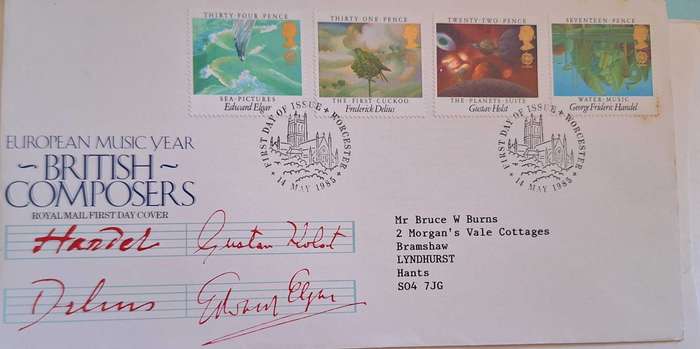 THIRTY·FOUR·PENCE
SEA·PICTURES
Edward Elgar
THIRTY·ONE·PENCE
THE·FIRST·CUCKOO
Frederick Delius
TWENTY·TWO·PENCE
THE·PLANETS·SUITE
Gustav Holst
SEVENTEEN·PENCE
WATER·MUSIC
George Frideric Handel
FIRST DAY OF ISSUE • WORCESTER
14 MAY 1985
FIRST DAY OF ISSUE • WORCESTER
14 MAY 1985
EUROPEAN MUSIC YEAR
~BRITISH~
COMPOSERS
ROYAL MAIL FIRST DAY COVER
Handel
Gustav Holst
Delius
Edward Elgar
Mr Bruce W Burns
2 Morgan's Vale Cottages
Bramshaw
LYNDHURST
Hants
SO4 7JG